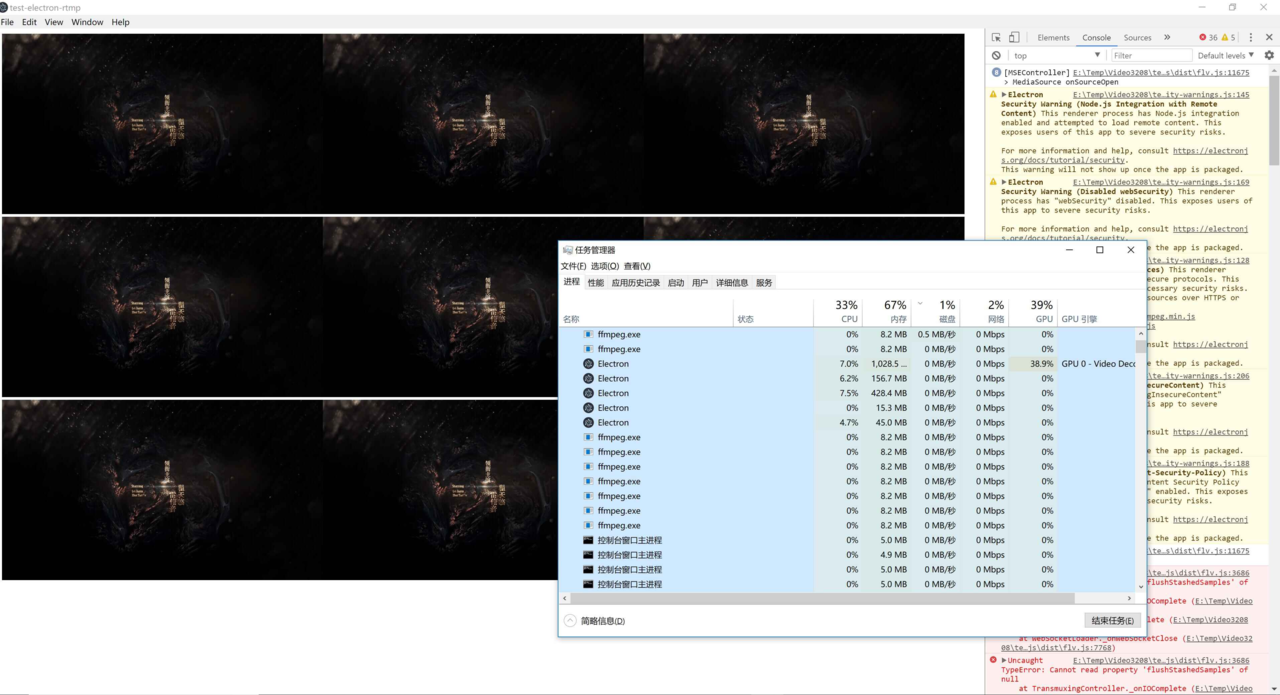 test-electron-rtmp
File Edit View Window Help
Elements Console Sources » 36 5
top Filter Default levels
[MSEController] E:\Temp\Video3208\te…s\dist\flv.js:11675
> MediaSource onSourceOpen
Electron E:\Temp\Video3208\te…ity-warnings.js:145
Security Warning (Node.js Integration with Remote
Content) This renderer process has Node.js integration
enabled and attempted to load remote content. This
exposes users of this app to severe security risks.
For more information and help, consult https://electronj
s.org/docs/tutorial/security.
This warning will not show up once the app is packaged.
Electron E:\Temp\Video3208\te…ity-warnings.js:169
Security Warning (Disabled webSecurity) This renderer
process has "webSecurity" disabled. This exposes users of
this app to severe security risks.
For more information and help, consult https://electronj
s.org/docs/tutorial/security.
e the app is packaged.
\te…ity-warnings.js:128
ces) This renderer
ecure protocols. This
cessary security risks.
sources over HTTPS or
mpeg.min.js
js
nsult https://electronj
e the app is packaged.
\te…ity-warnings.js:206
ecureContent) This
gInsecureContent"
is app to severe
onsult https://electronj
e the app is packaged.
\te…ity-warnings.js:188
t-Security-Policy) This
ntent Security Policy
" enabled. This exposes
security risks.
nsult https://electronj
e the app is packaged.
\te…s\dist\flv.js:11675
\te…js\dist\flv.js:3686
'flushStashedSamples' of
OComplete (E:\Temp\Video
lete (E:\Temp\Video3208
at WebSocketLoader._onWebSocketClose (E:\Temp\Video32
08\te…js\dist\flv.js:7768)
Uncaught E:\Temp\Video3208\te…js\dist\flv.js:3686
TypeError: Cannot read property 'flushStashedSamples' of
null
at TransmuxingController._onIOComplete (E:\Temp\Video
任务管理器
文件(F) 选项(O) 查看(V)
进程 性能 应用历史记录 启动 用户 详细信息 服务
33% 67% 1% 2% 39%
名称 状态 CPU 内存 磁盘 网络 GPU GPU 引擎
ffmpeg.exe 0% 8.2 MB 0.5 MB/秒 0 Mbps 0%
ffmpeg.exe 0% 8.2 MB 0 MB/秒 0 Mbps 0%
Electron 7.0% 1,028.5 ... 0 MB/秒 0 Mbps 38.9% GPU 0 - Video Deco
Electron 6.2% 156.7 MB 0 MB/秒 0 Mbps 0%
Electron 7.5% 428.4 MB 0 MB/秒 0 Mbps 0%
Electron 0% 15.3 MB 0 MB/秒 0 Mbps 0%
Electron 4.7% 45.0 MB 0 MB/秒 0 Mbps 0%
ffmpeg.exe 0% 8.2 MB 0 MB/秒 0 Mbps 0%
ffmpeg.exe 0% 8.2 MB 0 MB/秒 0 Mbps 0%
ffmpeg.exe 0% 8.2 MB 0 MB/秒 0 Mbps 0%
ffmpeg.exe 0% 8.2 MB 0 MB/秒 0 Mbps 0%
ffmpeg.exe 0% 8.2 MB 0 MB/秒 0 Mbps 0%
ffmpeg.exe 0% 8.2 MB 0 MB/秒 0 Mbps 0%
ffmpeg.exe 0% 8.2 MB 0 MB/秒 0 Mbps 0%
控制台窗口主进程 0% 5.0 MB 0 MB/秒 0 Mbps 0%
控制台窗口主进程 0% 4.9 MB 0 MB/秒 0 Mbps 0%
控制台窗口主进程 0% 5.0 MB 0 MB/秒 0 Mbps 0%
控制台窗口主进程 0% 5.0 MB 0 MB/秒 0 Mbps 0%
简略信息(D) 结束任务(E)